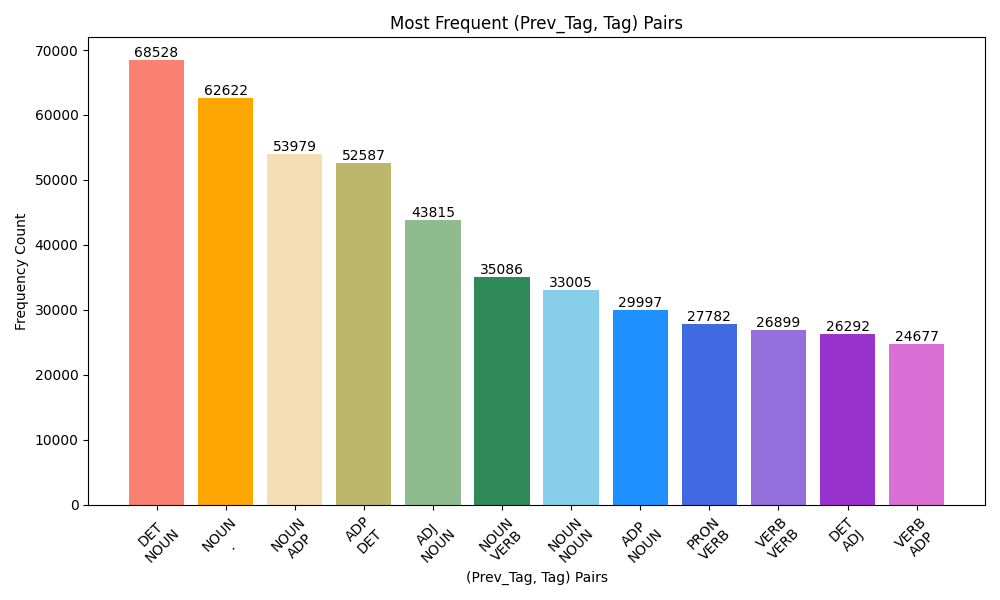 Most Frequent (Prev_Tag, Tag) Pairs
Frequency Count
70000
60000
50000
40000
30000
20000
10000
0
68528
62622
53979
52587
43815
35086
33005
29997
27782
26899
26292
24677
DET
NOUN
NOUN
.
NOUN
ADP
ADP
DET
ADJ
NOUN
NOUN
VERB
NOUN
NOUN
ADP
NOUN
PRON
VERB
VERB
VERB
DET
ADJ
VERB
ADP
(Prev_Tag, Tag) Pairs